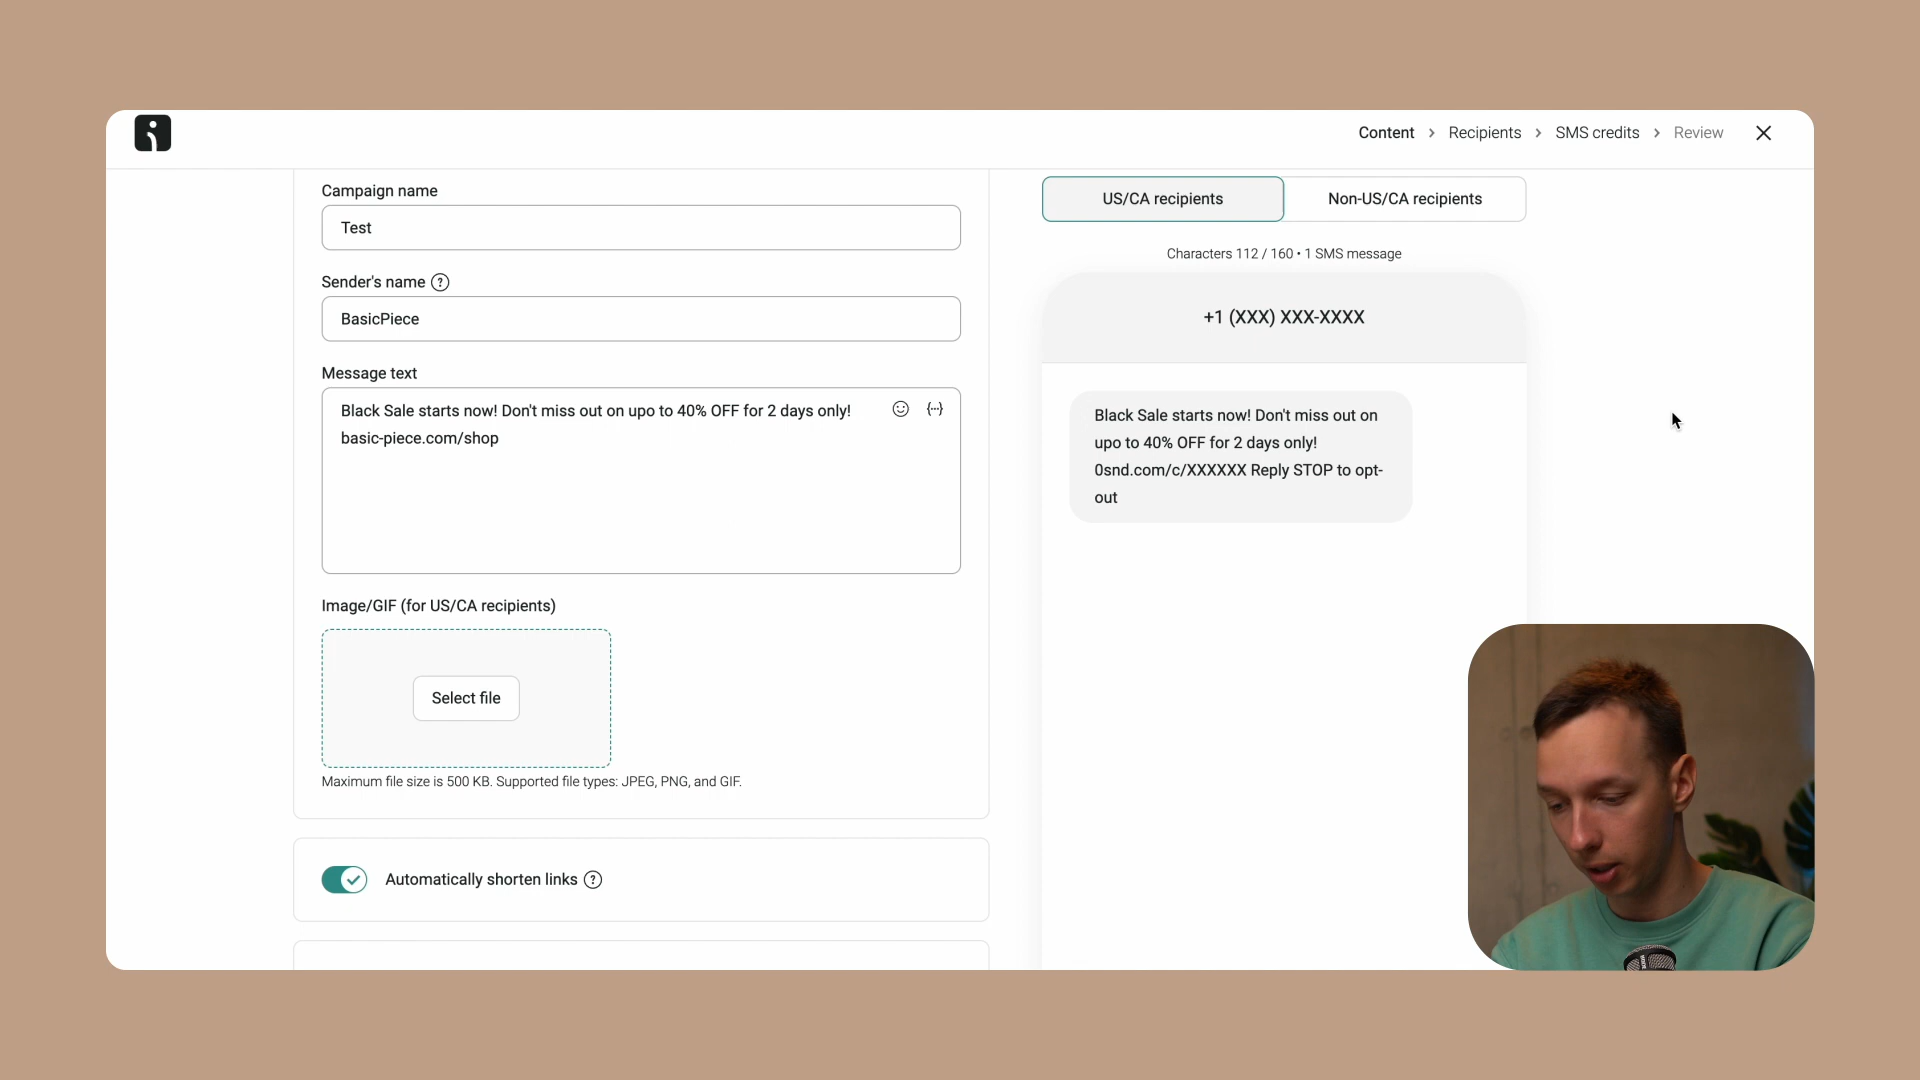 Content > Recipients > SMS credits > Review
Campaign name
Test
Sender's name
BasicPiece
Message text
Black Sale starts now! Don't miss out on upo to 40% OFF for 2 days only!
basic-piece.com/shop
Image/GIF (for US/CA recipients)
Select file
Maximum file size is 500 KB. Supported file types: JPEG, PNG, and GIF.
Automatically shorten links
US/CA recipients
Non-US/CA recipients
Characters 112 / 160 • 1 SMS message
+1 (XXX) XXX-XXXX
Black Sale starts now! Don't miss out on
upo to 40% OFF for 2 days only!
0snd.com/c/XXXXXX Reply STOP to opt-
out